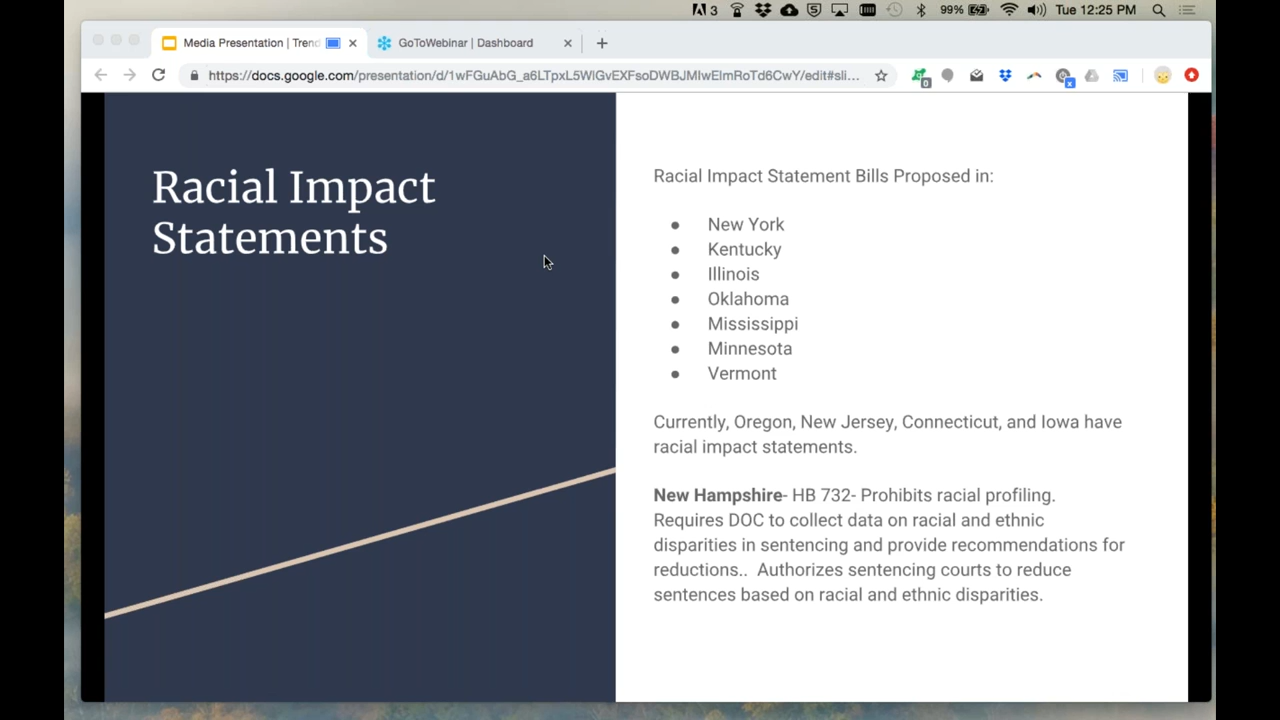 3
99%
Tue 12:25 PM
Media Presentation | Trend
GoToWebinar | Dashboard
https://docs.google.com/presentation/d/1wFGuAbG_a6LTpxL5WlGvEXFsoDWBJMIwElmRoTd6CwY/edit#sli...
0
x
Racial Impact
Statements
Racial Impact Statement Bills Proposed in:
● New York
● Kentucky
● Illinois
● Oklahoma
● Mississippi
● Minnesota
● Vermont
Currently, Oregon, New Jersey, Connecticut, and Iowa have
racial impact statements.
New Hampshire- HB 732- Prohibits racial profiling.
Requires DOC to collect data on racial and ethnic
disparities in sentencing and provide recommendations for
reductions.. Authorizes sentencing courts to reduce
sentences based on racial and ethnic disparities.